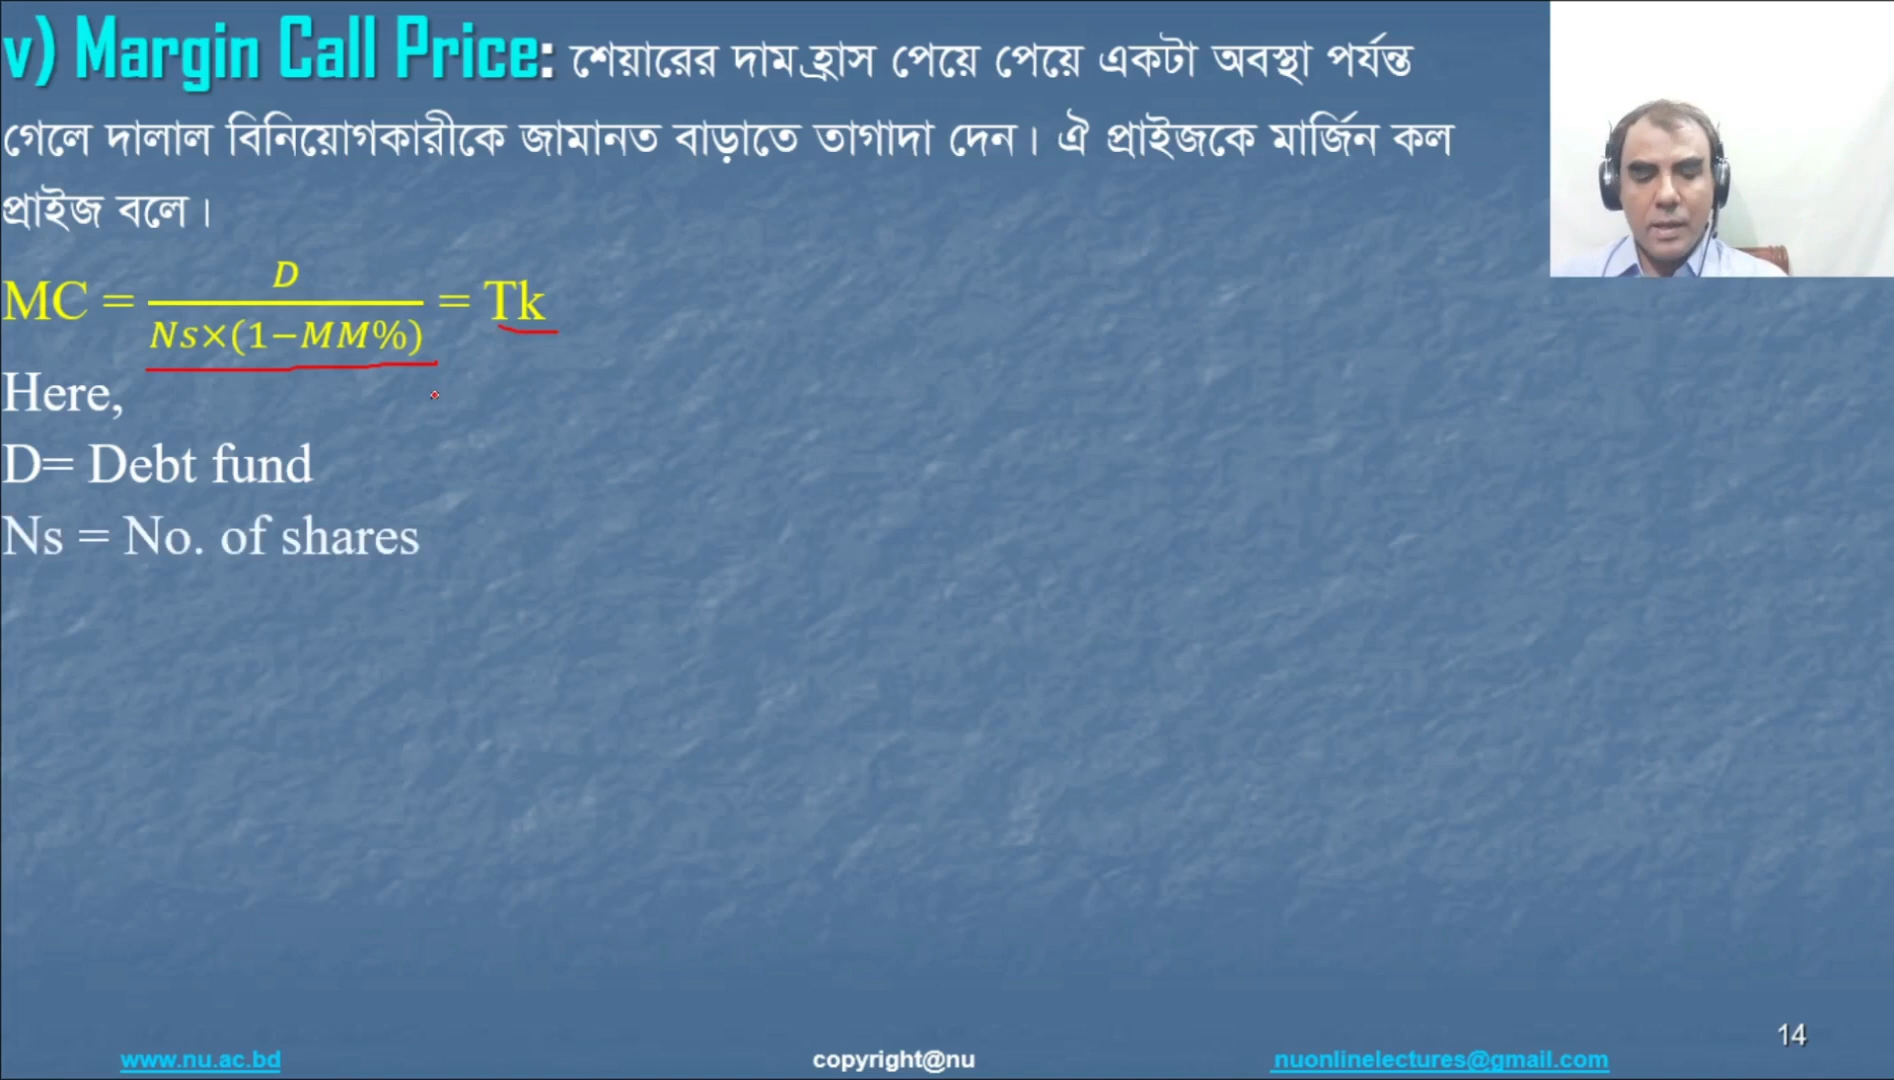 v) Margin Call Price: শেয়ারের দাম হ্রাস পেয়ে পেয়ে একটা অবস্থা পর্যন্ত
গেলে দালাল বিনিয়োগকারীকে জামানত বাড়াতে তাগাদা দেন। ঐ প্রাইজকে মার্জিন কল
প্রাইজ বলে।
MC = D / Ns×(1−MM%) = Tk
Here,
D= Debt fund
Ns = No. of shares
14
www.nu.ac.bd copyright@nu nuonlinelectures@gmail.com